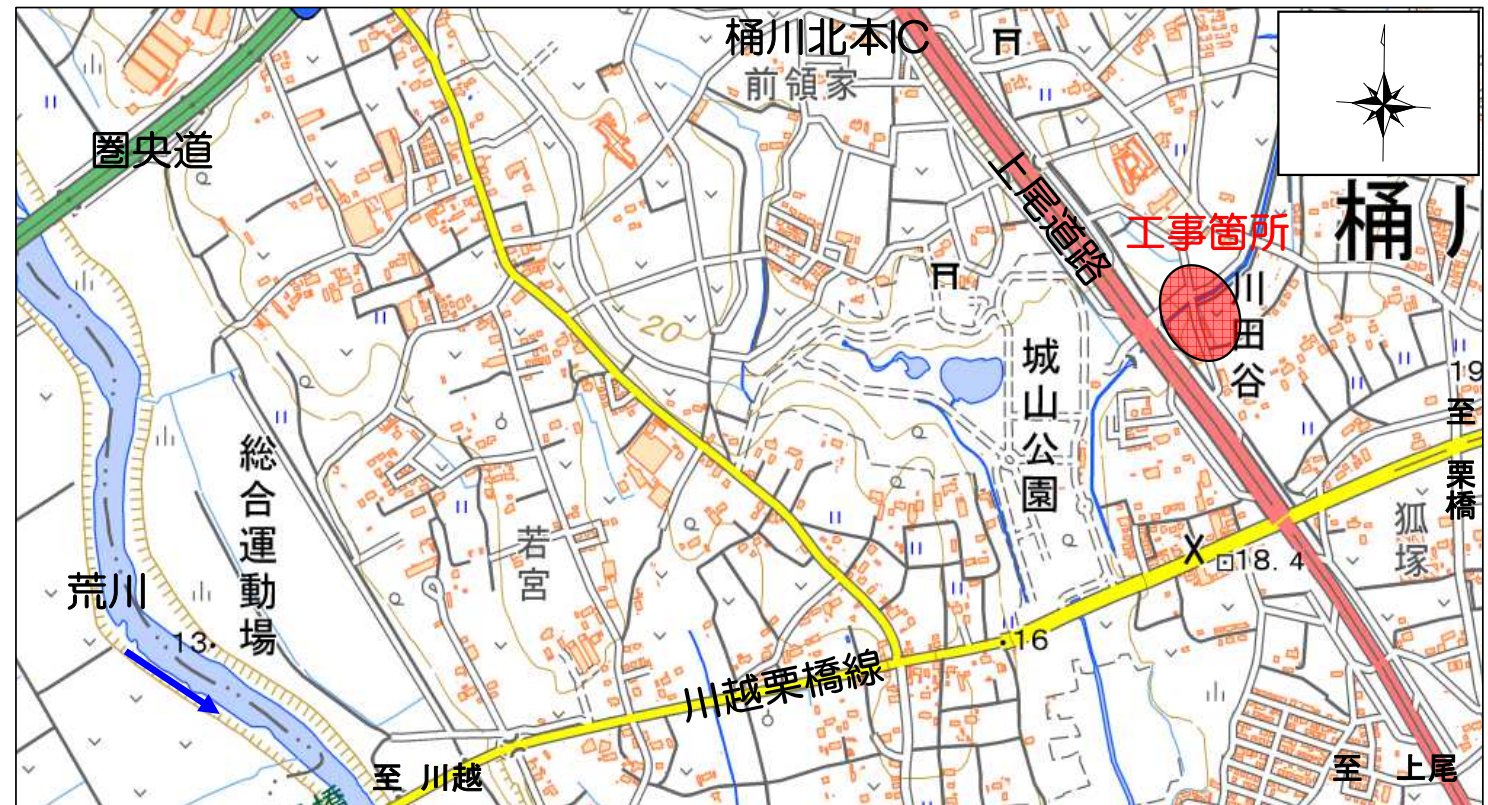 桶川北本IC
前領家
圏央道
上尾道路
工事箇所
桶川
川田谷
20
城山公園
19
至 栗橋
総合運動場
若宮
狐塚
18.4
荒川
13
16
川越栗橋線
至 川越
至 上尾
橋